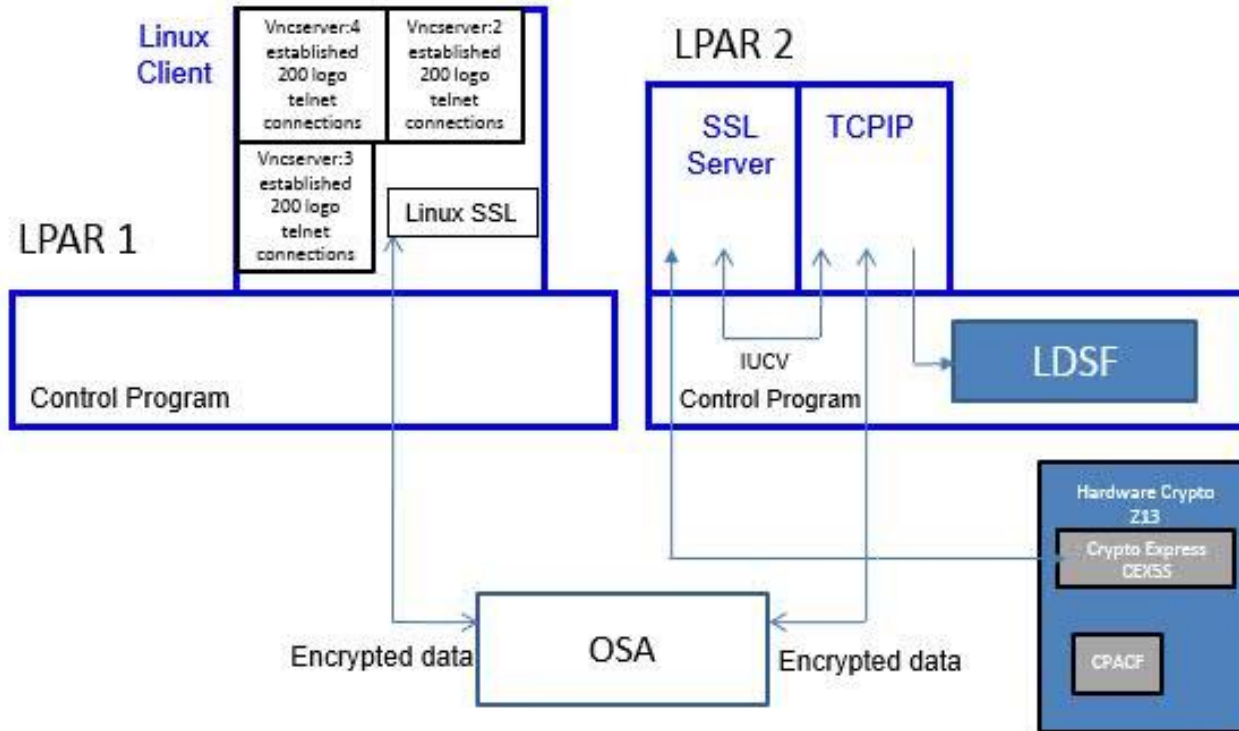 Linux
Client
Vncserver:4
established
200 logo
telnet
connections
Vncserver:2
established
200 logo
telnet
connections
Vncserver:3
established
200 logo
telnet
connections
Linux SSL
LPAR 1
Control Program
LPAR 2
SSL
Server
TCPIP
IUCV
Control Program
LDSF
Hardware Crypto
Z13
Crypto Express
CEX5S
CPACF
Encrypted data
OSA
Encrypted data